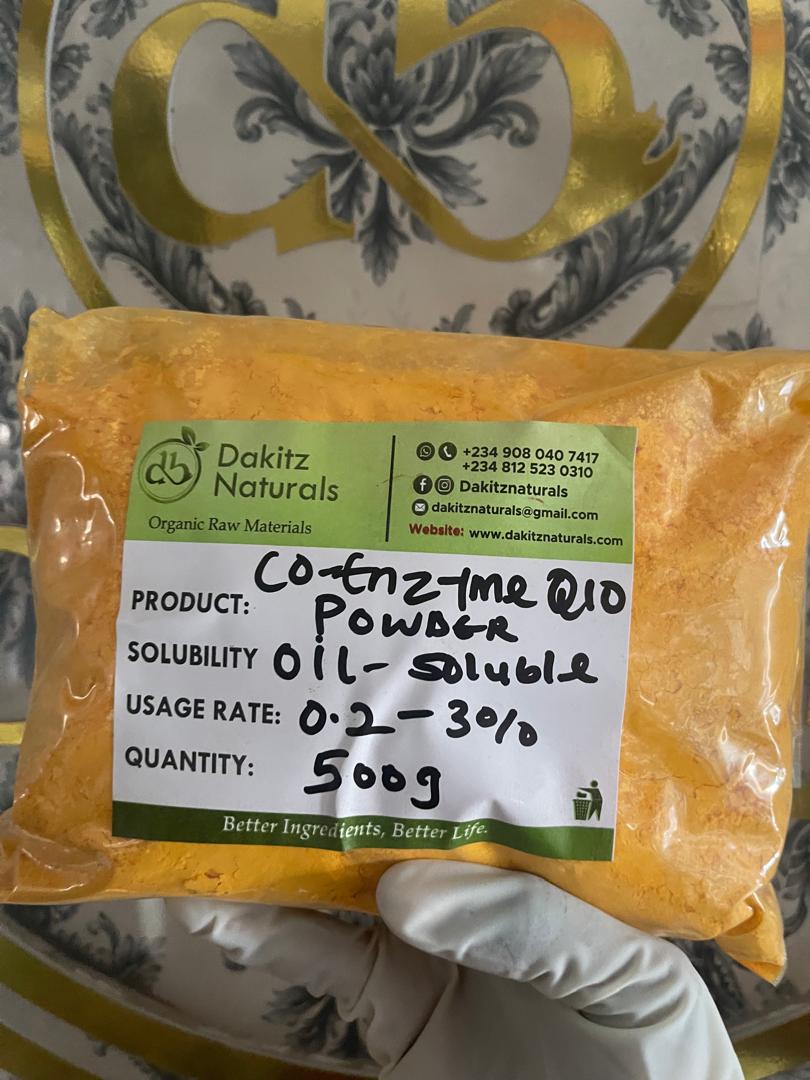 Dakitz
Naturals
Organic Raw Materials
+234 908 040 7417
+234 812 523 0310
Dakitznaturals
dakitznaturals@gmail.com
Website: www.dakitznaturals.com
PRODUCT: CO-Enzyme Q10
POWDER
SOLUBILITY OIL-soluble
USAGE RATE: 0.2-3%
QUANTITY: 500g
Better Ingredients, Better Life.